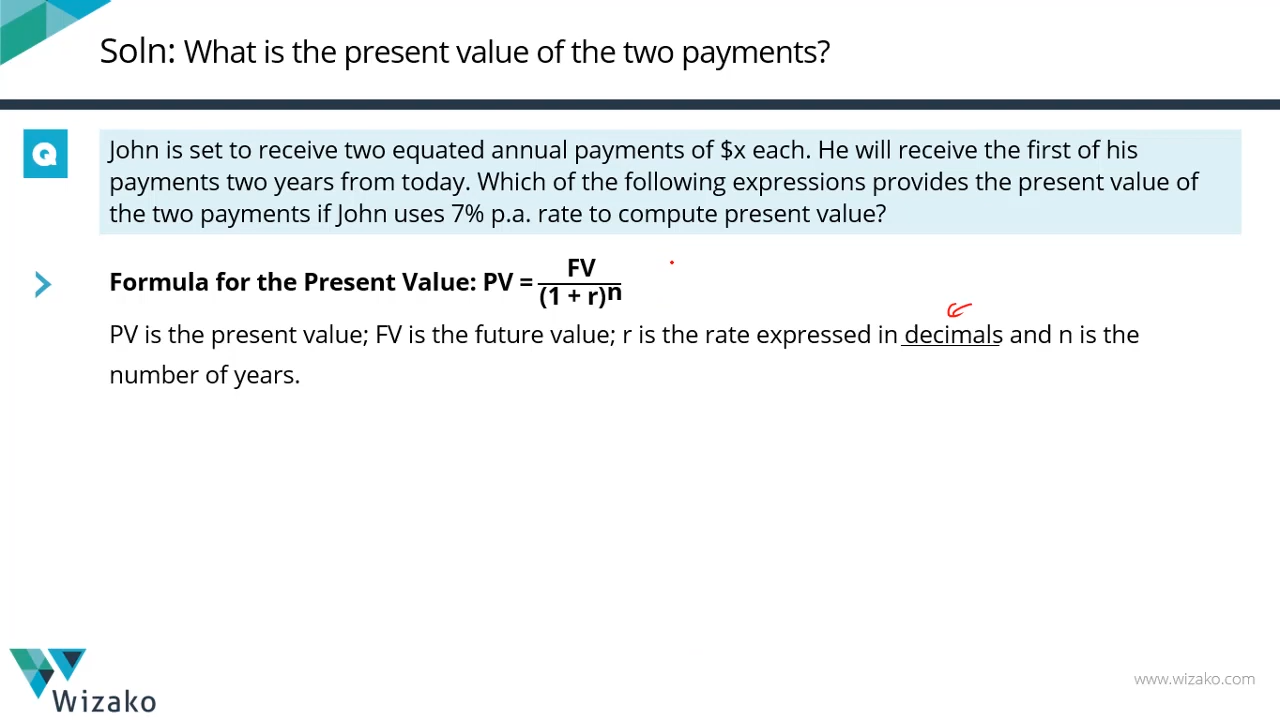 Soln: What is the present value of the two payments?
Q
John is set to receive two equated annual payments of $x each. He will receive the first of his
payments two years from today. Which of the following expressions provides the present value of
the two payments if John uses 7% p.a. rate to compute present value?
Formula for the Present Value: PV = FV / (1 + r)^n
PV is the present value; FV is the future value; r is the rate expressed in decimals and n is the
number of years.
Wizako
www.wizako.com